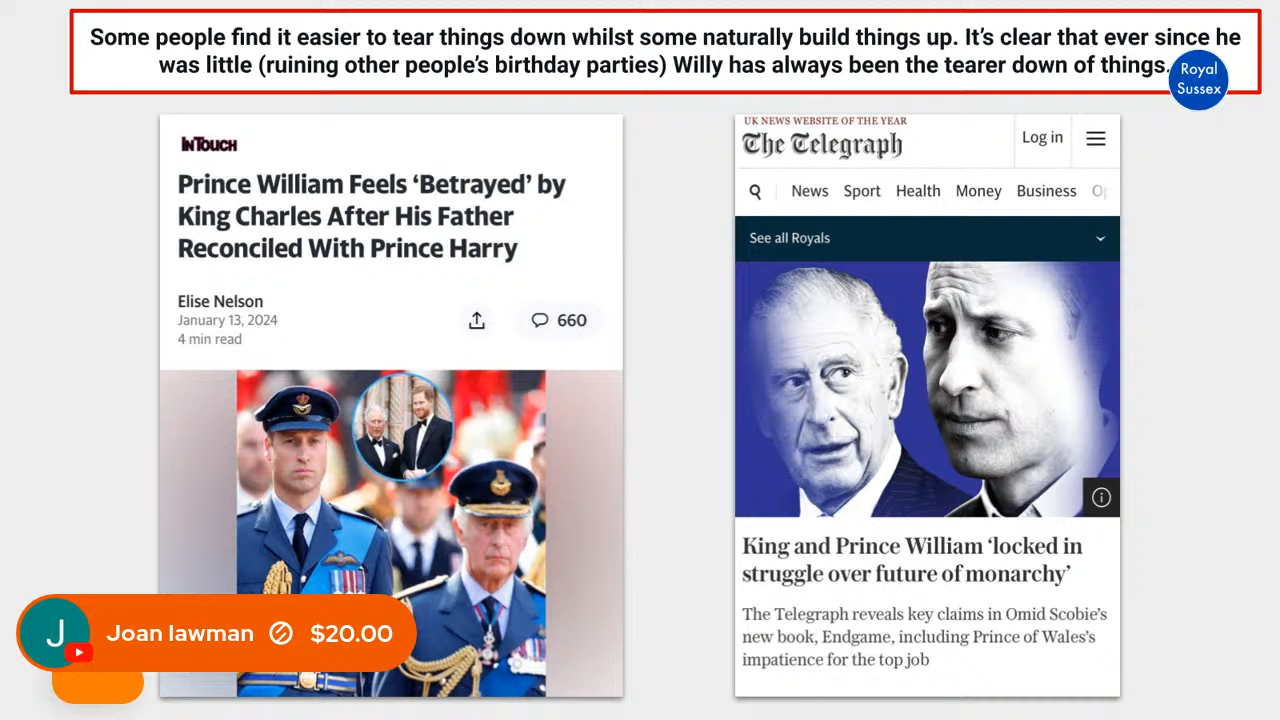 Some people find it easier to tear things down whilst some naturally build things up. It's clear that ever since he
was little (ruining other people's birthday parties) Willy has always been the tearer down of things.
Royal
Sussex
INTOUCH
Prince William Feels ‘Betrayed’ by
King Charles After His Father
Reconciled With Prince Harry
Elise Nelson
January 13, 2024
4 min read
660
UK NEWS WEBSITE OF THE YEAR
The Telegraph
Log in
News Sport Health Money Business Op
See all Royals
King and Prince William ‘locked in
struggle over future of monarchy’
The Telegraph reveals key claims in Omid Scobie’s
new book, Endgame, including Prince of Wales’s
impatience for the top job
J
Joan lawman $20.00